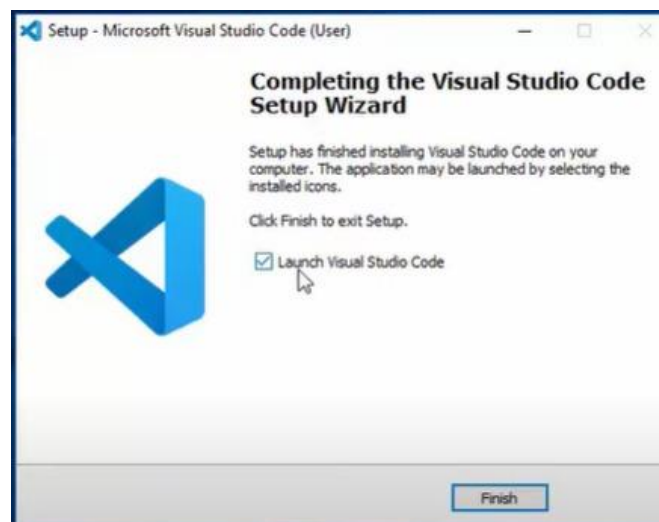 Setup - Microsoft Visual Studio Code (User)
Completing the Visual Studio Code
Setup Wizard
Setup has finished installing Visual Studio Code on your
computer. The application may be launched by selecting the
installed icons.
Click Finish to exit Setup.
Launch Visual Studio Code
Finish